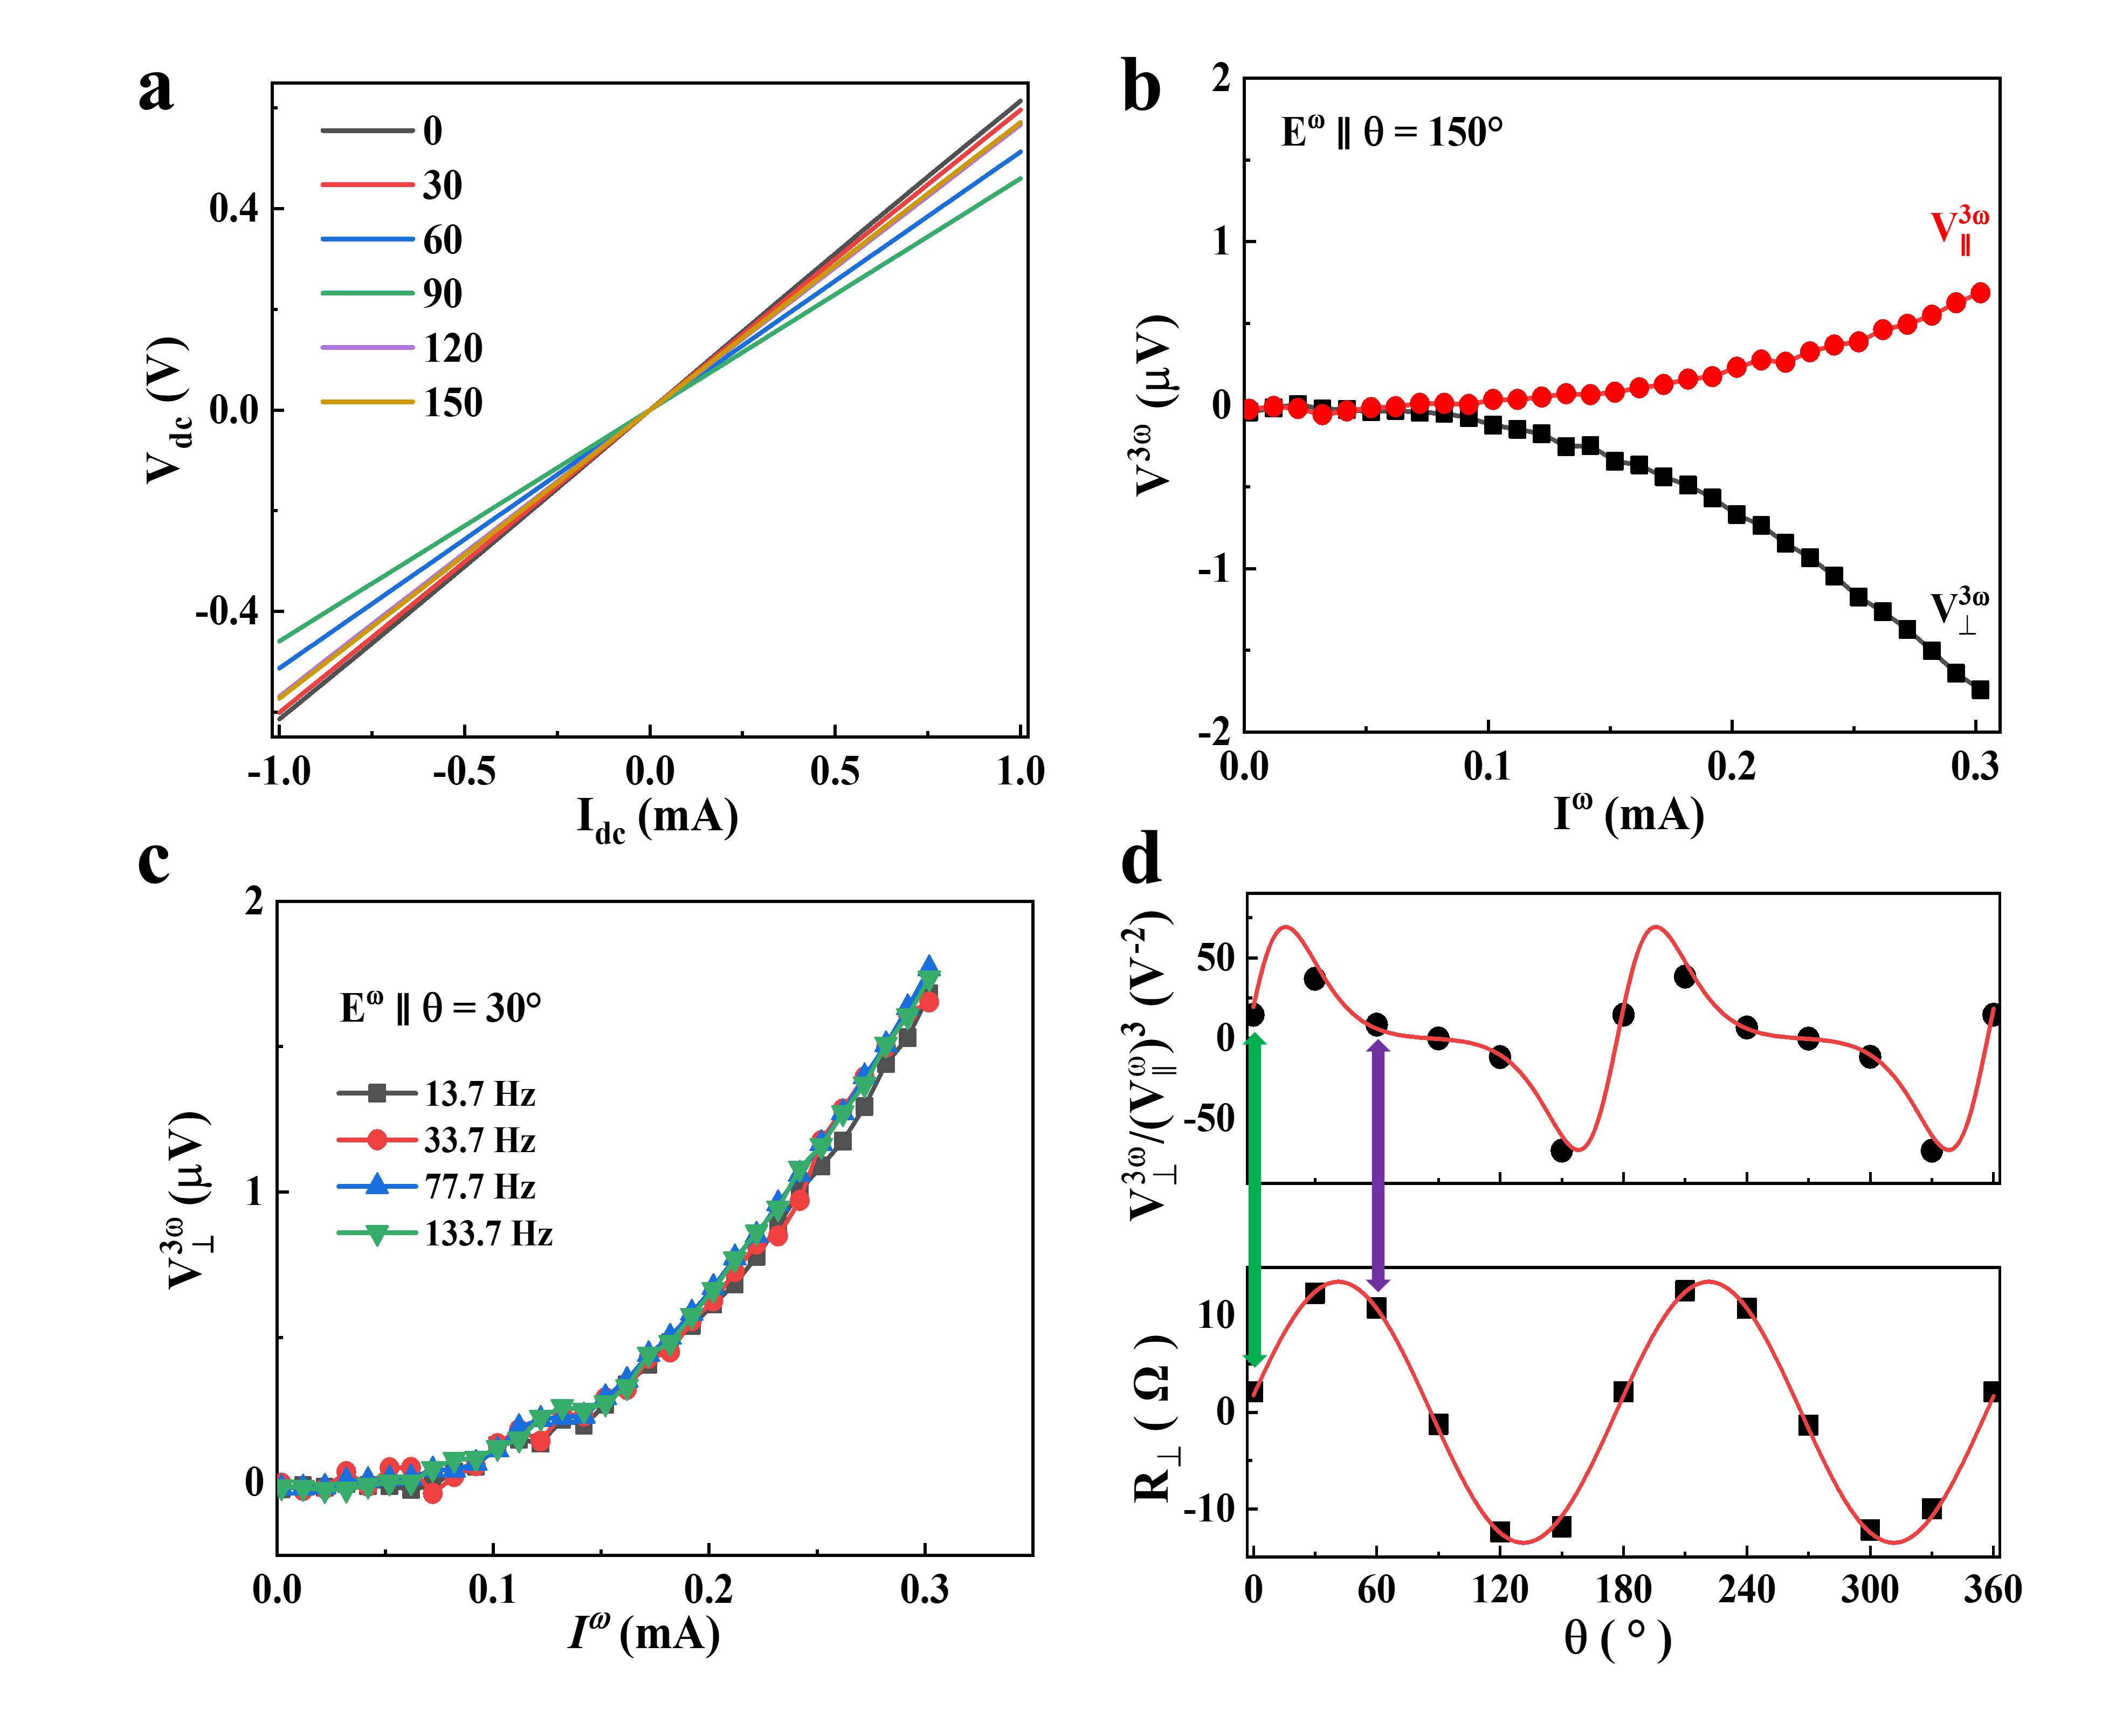 a
0
30
60
90
120
150
0.4
0.0
-0.4
V_dc (V)
-1.0 -0.5 0.0 0.5 1.0
I_dc (mA)
b
E^ω ∥ θ = 150°
V_∥^3ω
V_⊥^3ω
2
1
0
-1
-2
V^3ω (μV)
0.0 0.1 0.2 0.3
I^ω (mA)
c
E^ω ∥ θ = 30°
13.7 Hz
33.7 Hz
77.7 Hz
133.7 Hz
2
1
0
V_⊥^3ω (μV)
0.0 0.1 0.2 0.3
I^ω (mA)
d
50
0
-50
V_⊥^3ω/(V_∥^ω)^3 (V^-2)
10
0
-10
R_⊥ ( Ω )
0 60 120 180 240 300 360
θ ( ° )